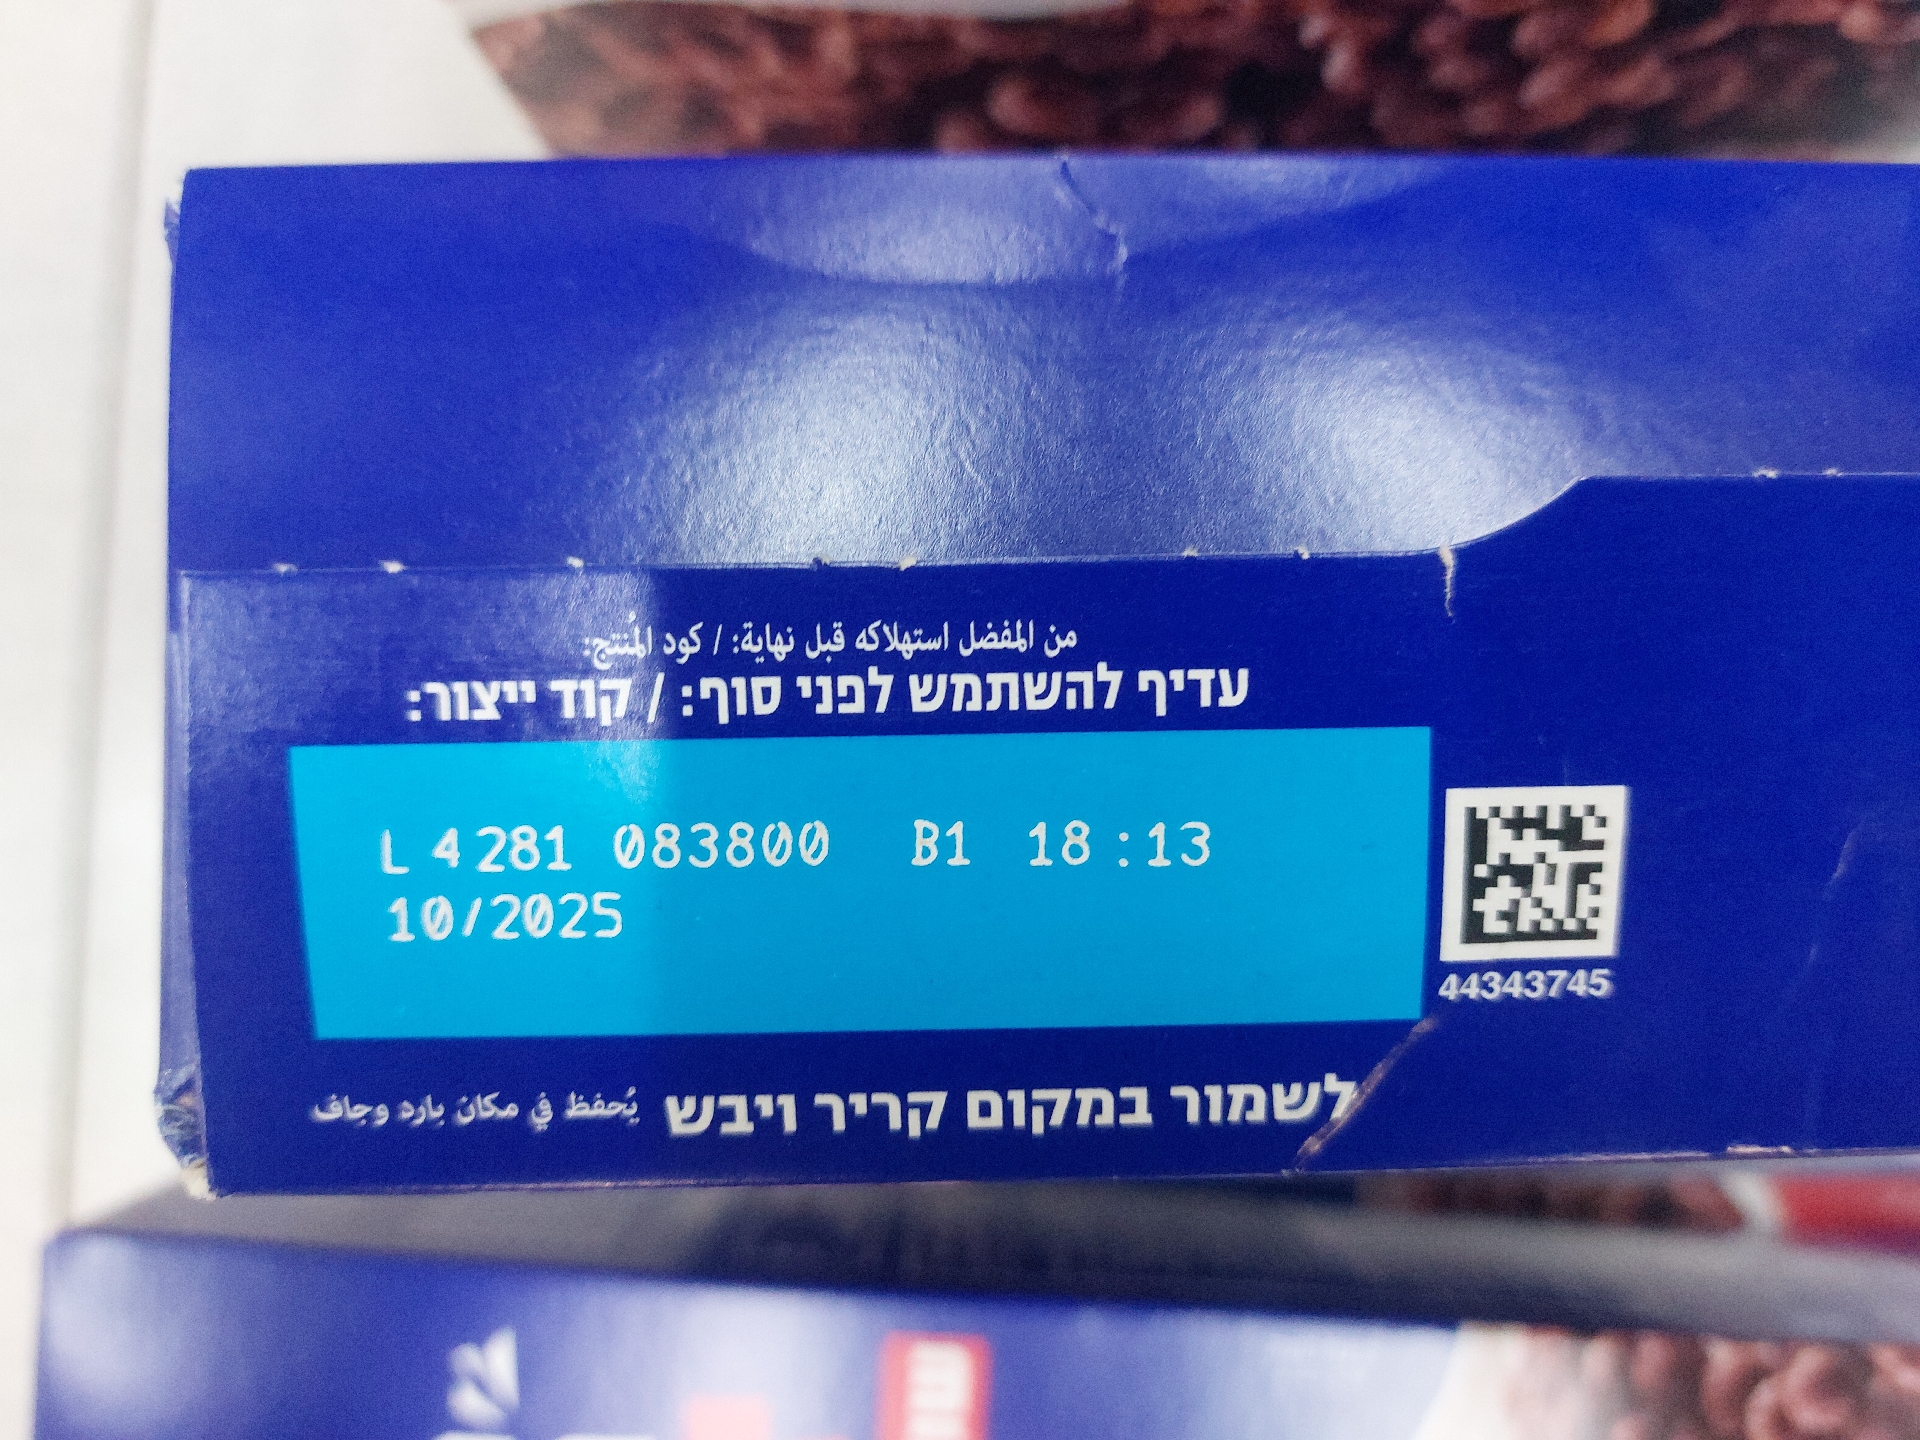 من المفضل استهلاكه قبل نهاية: / كود المُنتج:
עדיף להשתמש לפני סוף: / קוד ייצור:
L 4281 083800 B1 18:13
10/2025
44343745
לשמור במקום קריר ויבש يُحفظ في مكان بارد وجاف